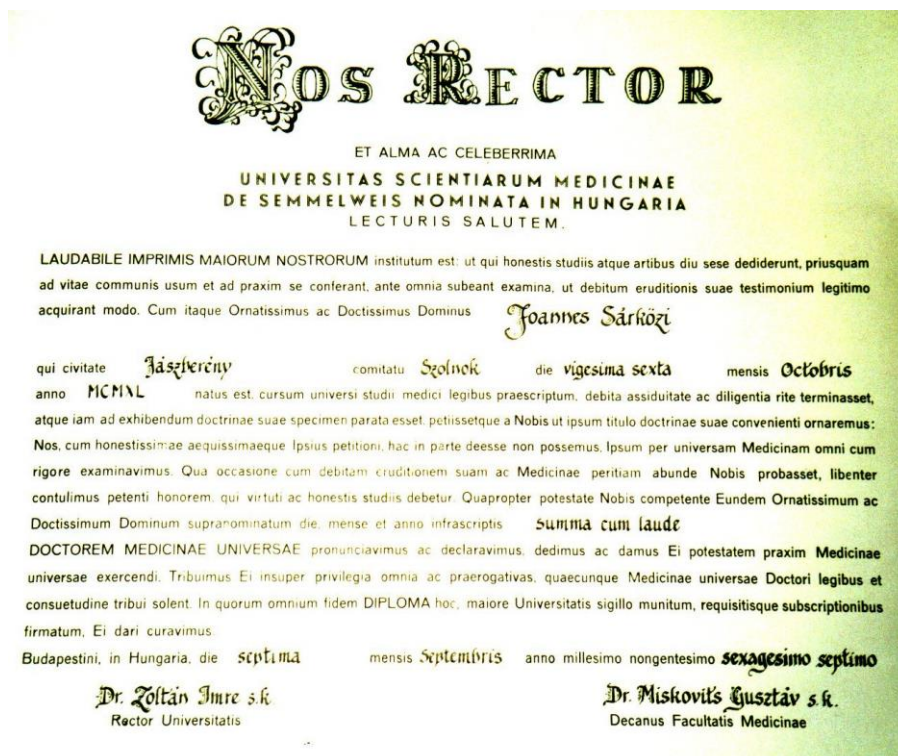 NOS RECTOR
ET ALMA AC CELEBERRIMA
UNIVERSITAS SCIENTIARUM MEDICINAE
DE SEMMELWEIS NOMINATA IN HUNGARIA
LECTURIS SALUTEM.
LAUDABILE IMPRIMIS MAIORUM NOSTRORUM institutum est: ut qui honestis studiis atque artibus diu sese dediderunt, priusquam
ad vitae communis usum et ad praxim se conferant, ante omnia subeant examina, ut debitum eruditionis suae testimonium legitimo
acquirant modo. Cum itaque Ornatissimus ac Doctissimus Dominus Joannes Sárközi
qui civitate Jászberény comitatu Szolnok die vigesima sexta mensis Octobris
anno MCMXL natus est, cursum universi studii medici legibus praescriptum, debita assiduitate ac diligentia rite terminasset,
atque iam ad exhibendum doctrinae suae specimen parata esset, petiissetque a Nobis ut ipsum titulo doctrinae suae convenienti ornaremus:
Nos, cum honestissimae aequissimaeque Ipsius petitioni, hac in parte deesse non possemus, Ipsum per universam Medicinam omni cum
rigore examinavimus. Qua occasione cum debitam eruditionem suam ac Medicinae peritiam abunde Nobis probasset, libenter
contulimus petenti honorem, qui virtuti ac honestis studiis debetur. Quapropter potestate Nobis competente Eundem Ornatissimum ac
Doctissimum Dominum supranominatum die, mense et anno infrascriptis Summa cum laude
DOCTOREM MEDICINAE UNIVERSAE pronunciavimus ac declaravimus, dedimus ac damus Ei potestatem praxim Medicinae
universae exercendi. Tribuimus Ei insuper privilegia omnia ac praerogativas, quaecunque Medicinae universae Doctori legibus et
consuetudine tribui solent. In quorum omnium fidem DIPLOMA hoc, maiore Universitatis sigillo munitum, requisitisque subscriptionibus
firmatum, Ei dari curavimus.
Budapestini, in Hungaria, die septima mensis Septembris anno millesimo nongentesimo sexagesimo septimo
Dr. Zoltán Imre s.k. Dr. Miskovits Gusztáv s.k.
Rector Universitatis Decanus Facultatis Medicinae